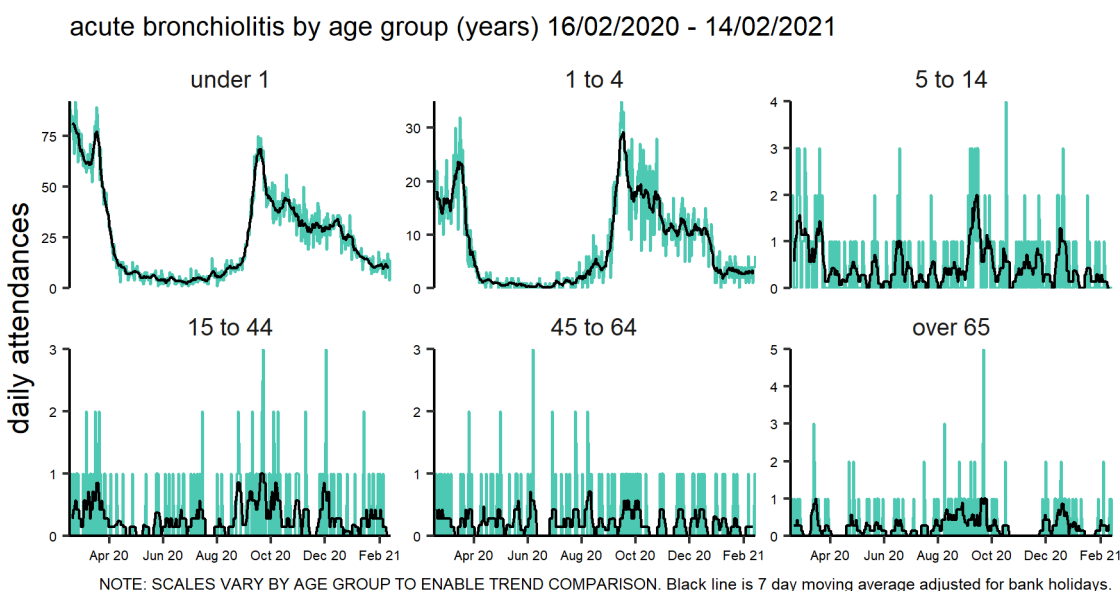 acute bronchiolitis by age group (years) 16/02/2020 - 14/02/2021
under 1
1 to 4
5 to 14
75
50
25
0
30
20
10
0
4
3
2
1
0
daily attendances
15 to 44
45 to 64
over 65
3
2
1
0
3
2
1
0
5
4
3
2
1
0
Apr 20 Jun 20 Aug 20 Oct 20 Dec 20 Feb 21
Apr 20 Jun 20 Aug 20 Oct 20 Dec 20 Feb 21
Apr 20 Jun 20 Aug 20 Oct 20 Dec 20 Feb 21
NOTE: SCALES VARY BY AGE GROUP TO ENABLE TREND COMPARISON. Black line is 7 day moving average adjusted for bank holidays.